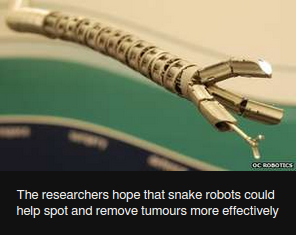 OC ROBOTICS
The researchers hope that snake robots could
help spot and remove tumours more effectively